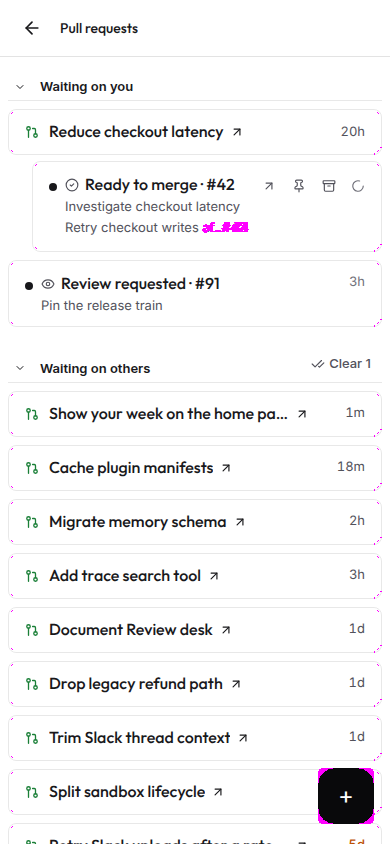 Pull requests
Waiting on you
Reduce checkout latency 20h
Ready to merge · #42
Investigate checkout latency
Retry checkout writes
Review requested · #91 3h
Pin the release train
Waiting on others Clear 1
Show your week on the home pa... 1m
Cache plugin manifests 18m
Migrate memory schema 2h
Add trace search tool 3h
Document Review desk 1d
Drop legacy refund path 1d
Trim Slack thread context 1d
Split sandbox lifecycle